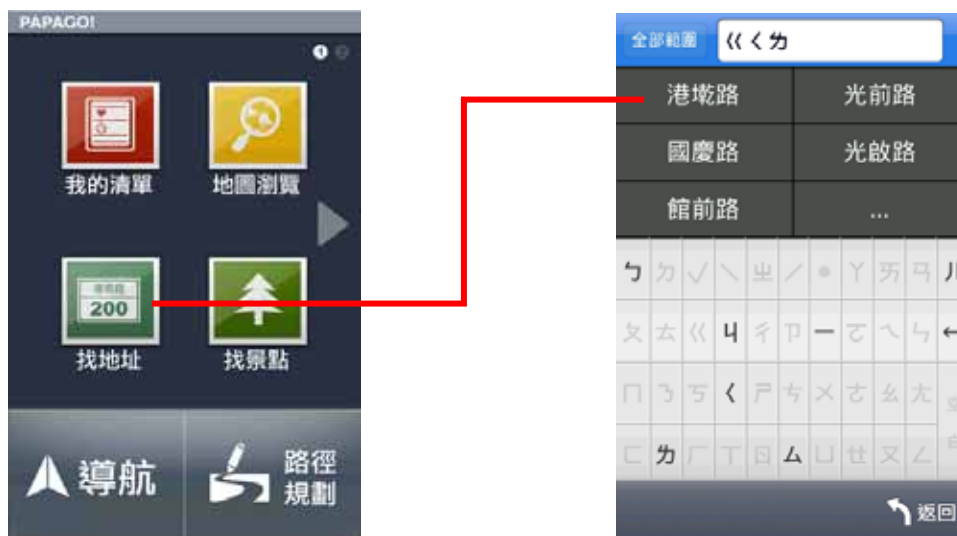 PAPAGO!
我的清單 地圖瀏覽
200
找地址 找景點
導航 路徑
規劃
全部範圍 ㄍㄑㄌ
港墘路 光前路
國慶路 光啟路
館前路 ...
ㄅ ㄉ ˇ ˋ ㄓ ˊ ˙ ㄚ ㄞ ㄢ ㄦ
ㄆ ㄊ ㄍ ㄐ ㄔ ㄗ ㄧ ㄛ ㄟ ㄣ ←
ㄇ ㄋ ㄎ ㄑ ㄕ ㄘ ㄨ ㄜ ㄠ ㄤ
ㄈ ㄌ ㄏ ㄒ ㄖ ㄙ ㄩ ㄝ ㄡ ㄥ
返回